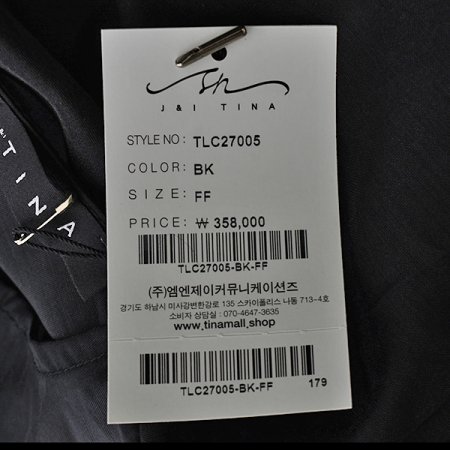 sn
J & I TINA
STYLE NO: TLC27005
COLOR: BK
SIZE: FF
PRICE: ₩ 358,000
TLC27005-BK-FF
(주)엠엔제이커뮤니케이션즈
경기도 하남시 미사강변한강로 135 스카이폴리스 나동 713-4호
소비자 상담실 : 070-4647-3635
www.tinamall.shop
TLC27005-BK-FF 179
& I TINA